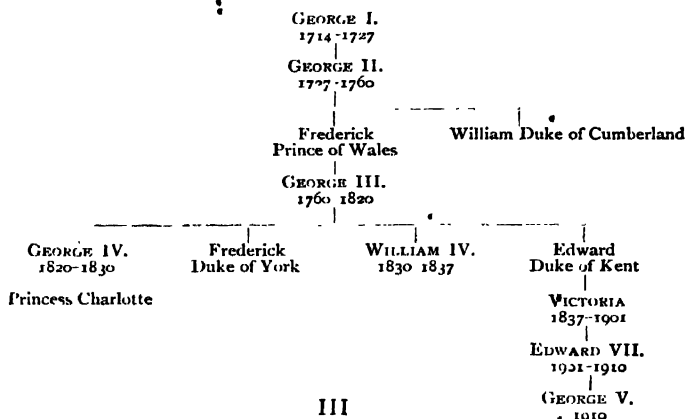 GEORGE I.
1714-1727
GEORGE II.
1727-1760
Frederick
Prince of Wales
William Duke of Cumberland
GEORGE III.
1760 1820
GEORGE IV.
1820-1830
Princess Charlotte
Frederick
Duke of York
WILLIAM IV.
1830 1837
Edward
Duke of Kent
VICTORIA
1837-1901
EDWARD VII.
1901-1910
GEORGE V.
1910
III